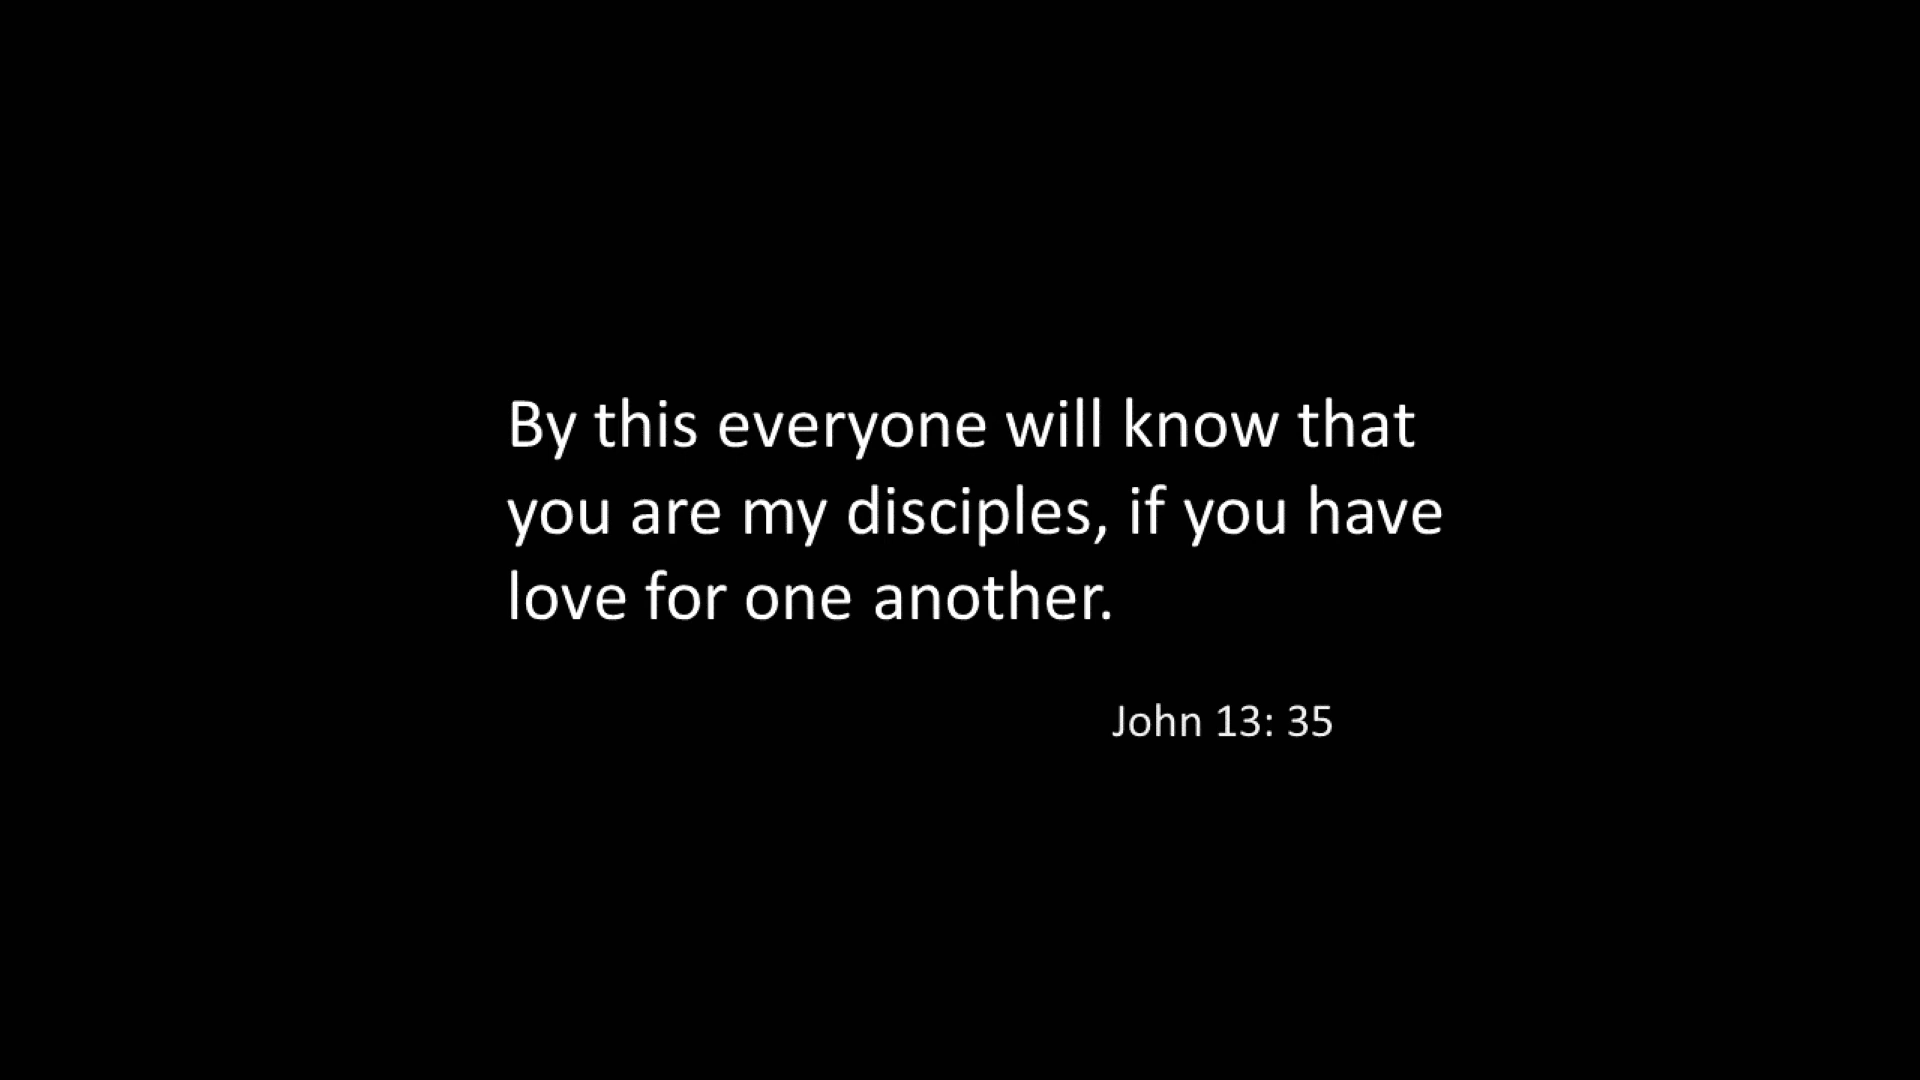 By this everyone will know that
you are my disciples, if you have
love for one another.
John 13: 35